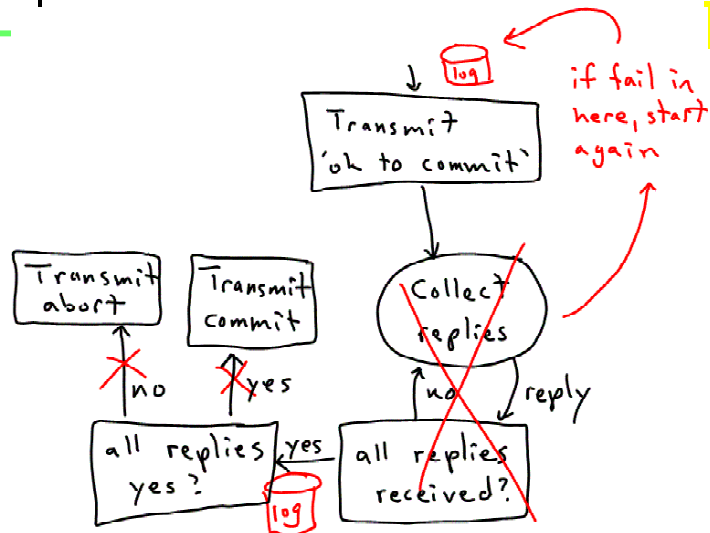 log
if fail in
here, start
again
Transmit
'ok to commit'
Transmit
abort
Transmit
commit
Collect
replies
no
yes
no
reply
all replies
yes?
yes
all replies
received?
log